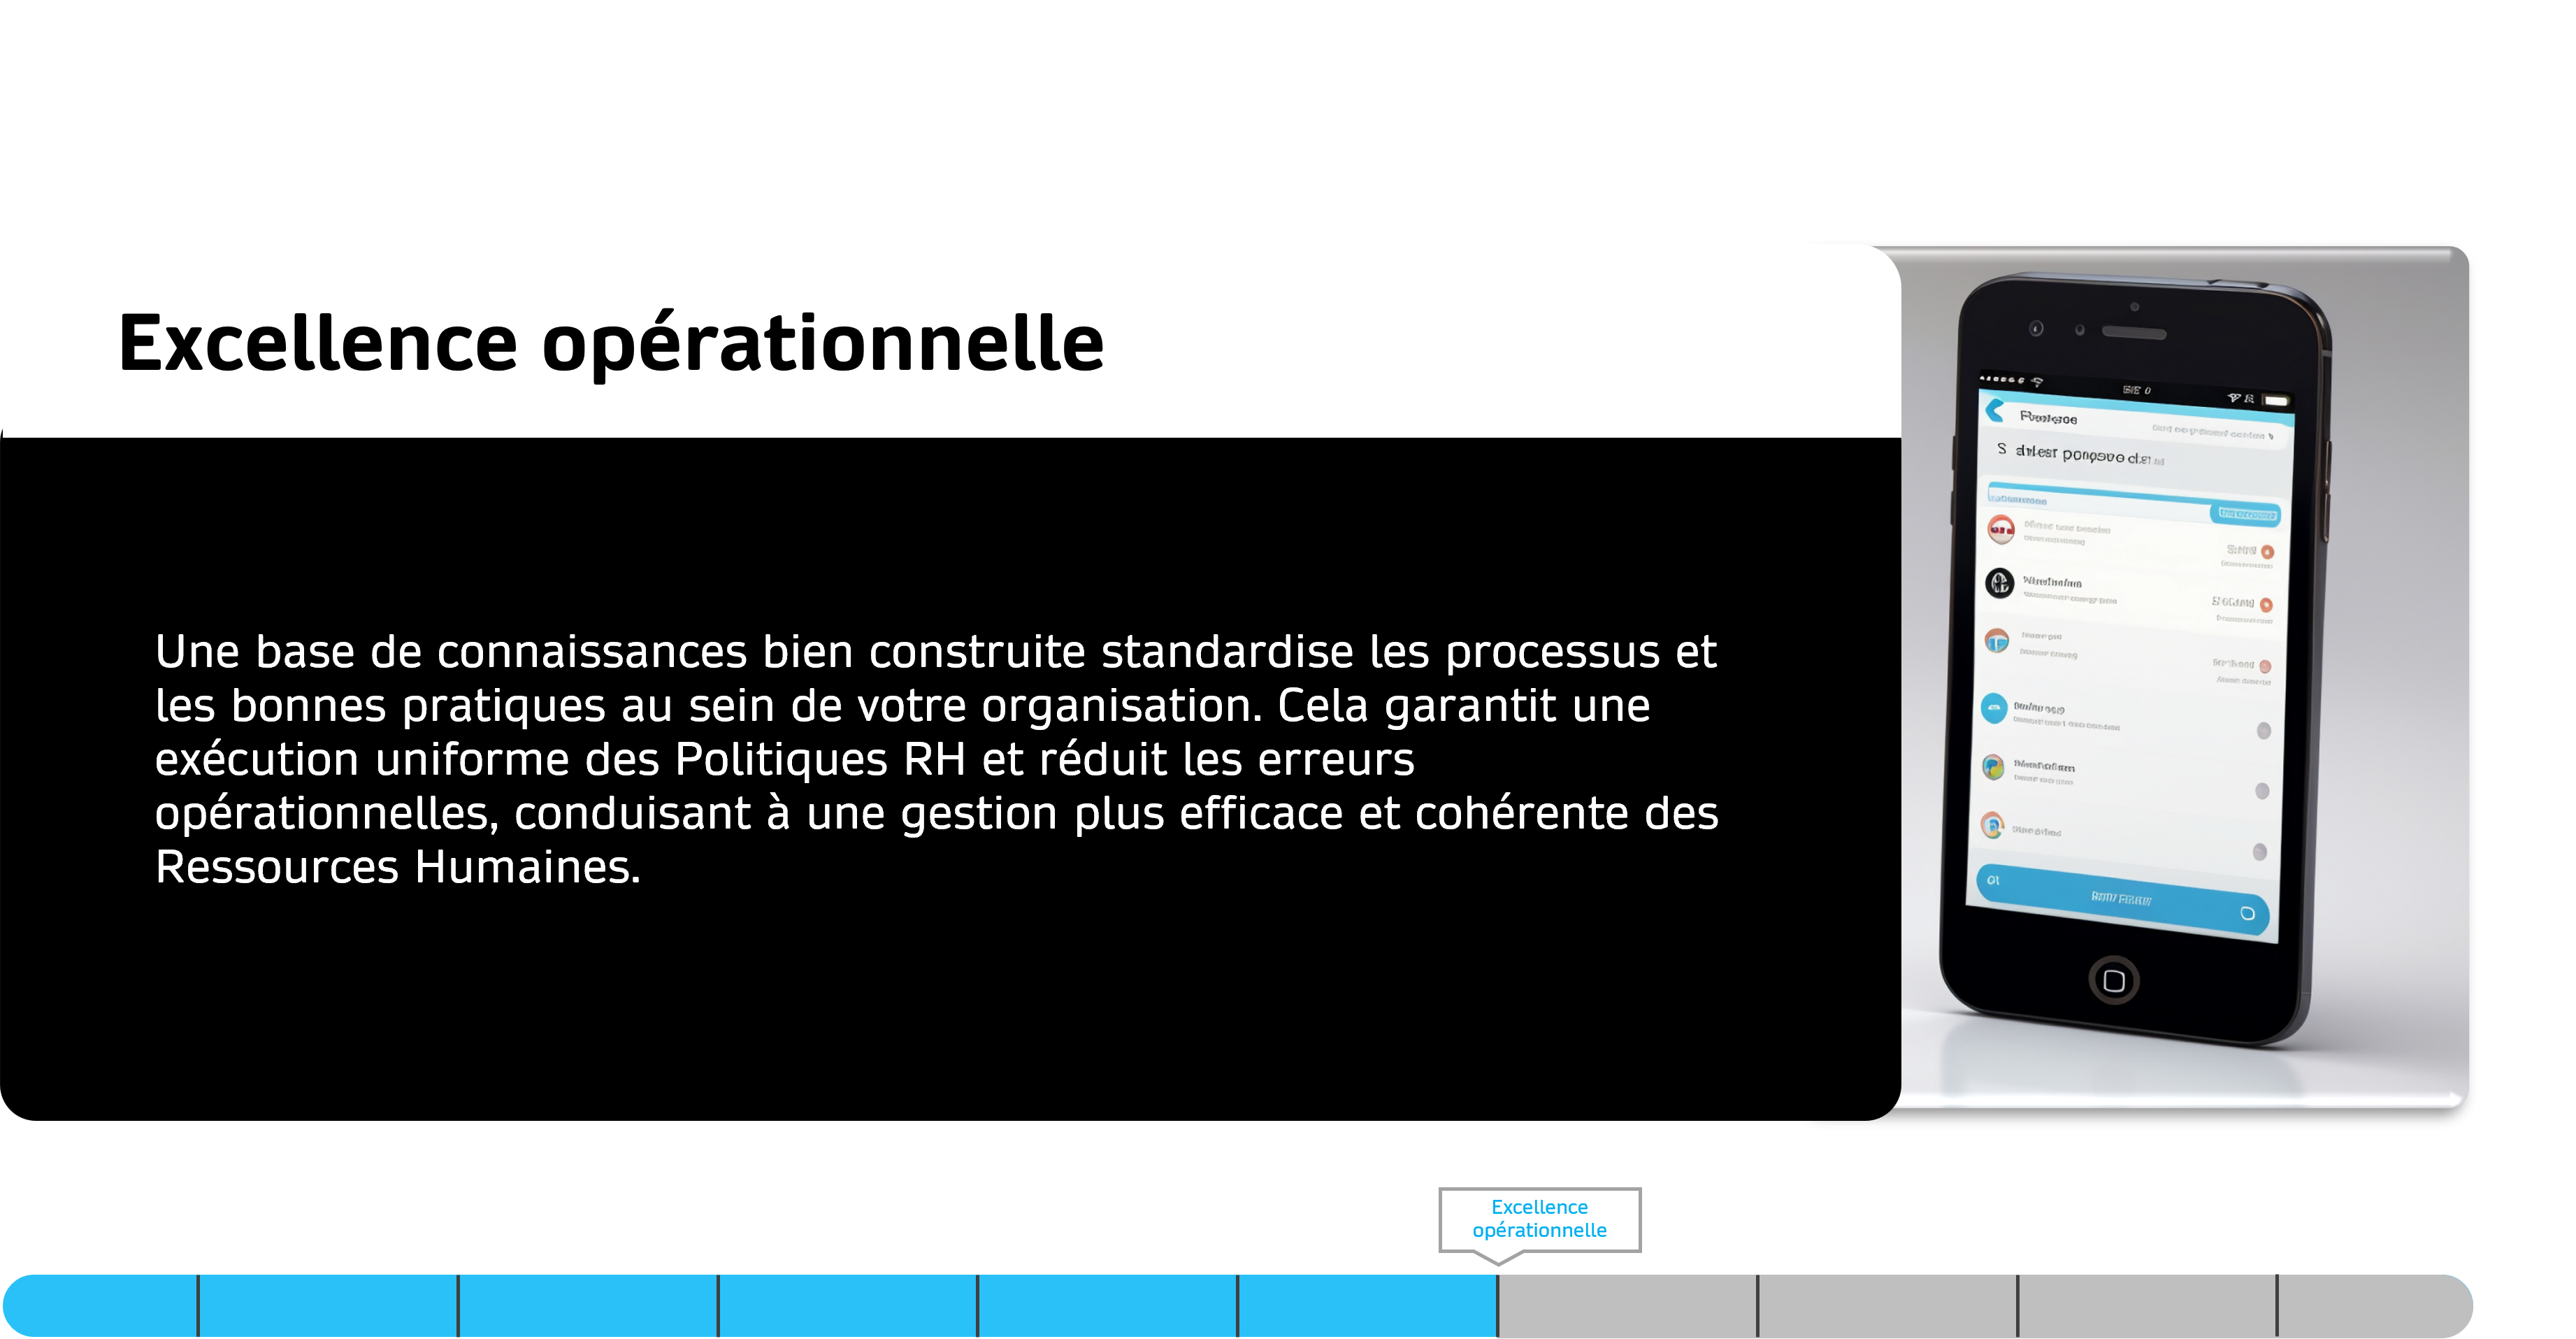 Excellence opérationnelle
Une base de connaissances bien construite standardise les processus et
les bonnes pratiques au sein de votre organisation. Cela garantit une
exécution uniforme des Politiques RH et réduit les erreurs
opérationnelles, conduisant à une gestion plus efficace et cohérente des
Ressources Humaines.
Excellence
opérationnelle